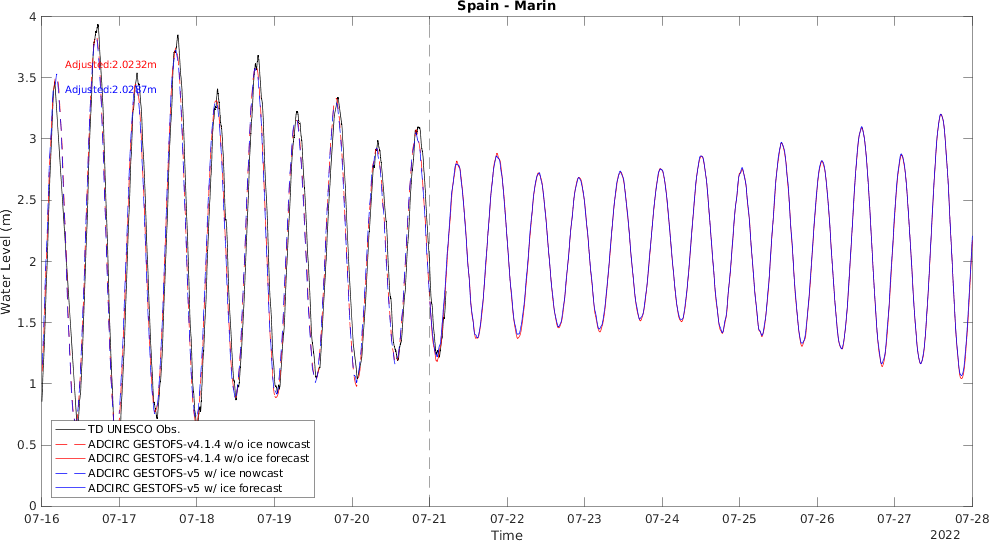 Spain - Marin
4
3.5
3
2.5
2
1.5
1
0.5
0
Water Level (m)
Adjusted:2.0232m
Adjusted:2.0287m
TD UNESCO Obs.
ADCIRC GESTOFS-v4.1.4 w/o ice nowcast
ADCIRC GESTOFS-v4.1.4 w/o ice forecast
ADCIRC GESTOFS-v5 w/ ice nowcast
ADCIRC GESTOFS-v5 w/ ice forecast
07-16 07-17 07-18 07-19 07-20 07-21 07-22 07-23 07-24 07-25 07-26 07-27 07-28
Time
2022